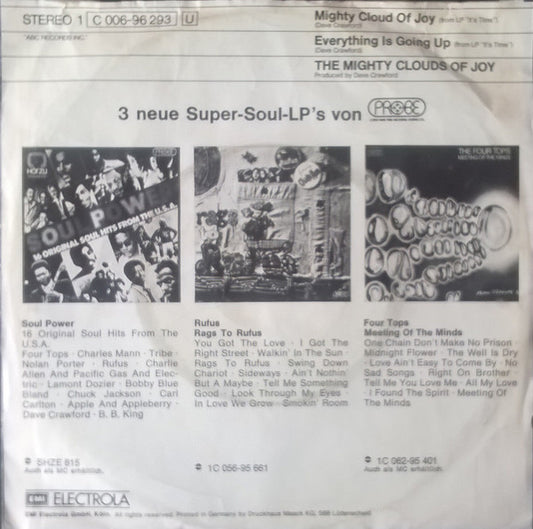 STEREO 1 C 006-96 293 U
"ABC RECORDS INC."
Mighty Cloud Of Joy (from LP "It's Time")
(Dave Crawford)
Everything Is Going Up (from LP "It's Time")
(Dave Crawford)
THE MIGHTY CLOUDS OF JOY
Produced by Dave Crawford
3 neue Super-Soul-LP's von PROBE
HÖRZU
SOUL POWER
16 ORIGINAL SOUL HITS FROM THE U.S.A.
THE FOUR TOPS
MEETING OF THE MINDS
Soul Power
16 Original Soul Hits From The
U.S.A.
Four Tops · Charles Mann · Tribe ·
Nolan Porter · Rufus · Charlie
Allen And Pacific Gas And Elec-
tric · Lamont Dozier · Bobby Blue
Bland · Chuck Jackson · Carl
Carlton · Apple And Appleberry ·
Dave Crawford · B. B. King
SHZE 615
Auch als MC erhältlich.
Rufus
Rags To Rufus
You Got The Love · I Got The
Right Street · Walkin' In The Sun ·
Rags To Rufus · Swing Down
Chariot · Sideways · Ain't Nothin'
But A Maybe · Tell Me Something
Good · Look Through My Eyes ·
In Love We Grow · Smokin' Room
1C 056-95 661
Four Tops
Meeting Of The Minds
One Chain Don't Make No Prison ·
Midnight Flower · The Well Is Dry
· Love Ain't Easy To Come By · No
Sad Songs · Right On Brother ·
Tell Me You Love Me · All My Love
· I Found The Spirit · Meeting Of
The Minds
1C 062-95 401
Auch als MC erhältlich.
EMI ELECTROLA
EMI Electrola GmbH, Köln. All rights reserved. Printed in Germany by Druckhaus Maack KG, 588 Lüdenscheid